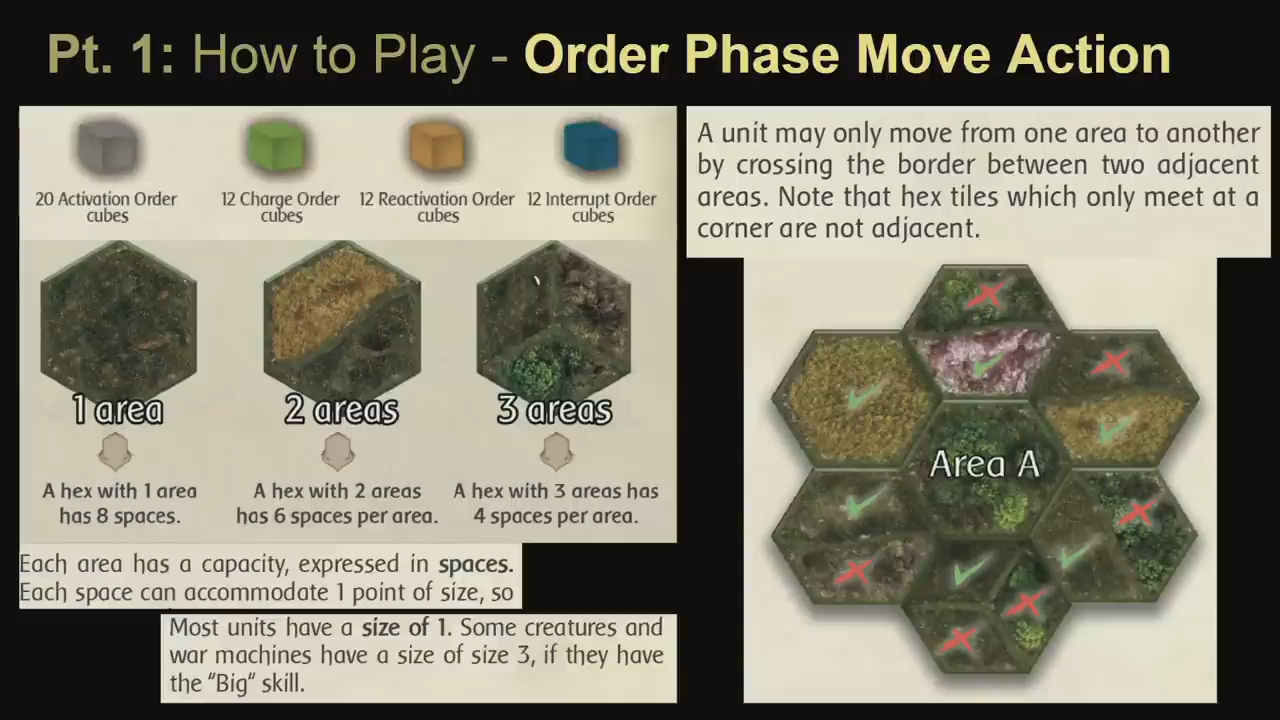 Pt. 1: How to Play - Order Phase Move Action
20 Activation Order
cubes
12 Charge Order
cubes
12 Reactivation Order
cubes
12 Interrupt Order
cubes
1 area
2 areas
3 areas
A hex with 1 area
has 8 spaces.
A hex with 2 areas
has 6 spaces per area.
A hex with 3 areas has
4 spaces per area.
Each area has a capacity, expressed in spaces.
Each space can accommodate 1 point of size, so
Most units have a size of 1. Some creatures and
war machines have a size of size 3, if they have
the "Big" skill.
A unit may only move from one area to another
by crossing the border between two adjacent
areas. Note that hex tiles which only meet at a
corner are not adjacent.
Area A